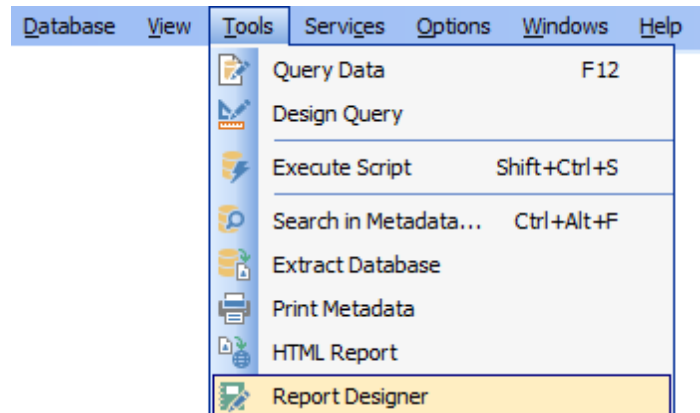 Database View Tools Services Options Windows Help
Query Data F12
Design Query
Execute Script Shift+Ctrl+S
Search in Metadata... Ctrl+Alt+F
Extract Database
Print Metadata
HTML Report
Report Designer